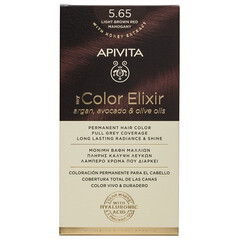 5.65
LIGHT BROWN RED
MAHOGANY
WITH HONEY EXTRACT
APIVITA
my Color Elixir
argan, avocado & olive oils
PERMANENT HAIR COLOR
FULL GREY COVERAGE
LONG LASTING RADIANCE & SHINE
ΜΟΝΙΜΗ ΒΑΦΗ ΜΑΛΛΙΩΝ
ΠΛΗΡΗΣ ΚΑΛΥΨΗ ΛΕΥΚΩΝ
ΛΑΜΠΕΡΟ ΧΡΩΜΑ ΠΟΥ ΔΙΑΡΚΕΙ
COLORACIÓN PERMANENTE PARA EL CABELLO
COBERTURA TOTAL DE LAS CANAS
COLOR VIVO & DURADERO
WITH
HYALURONIC
ACID